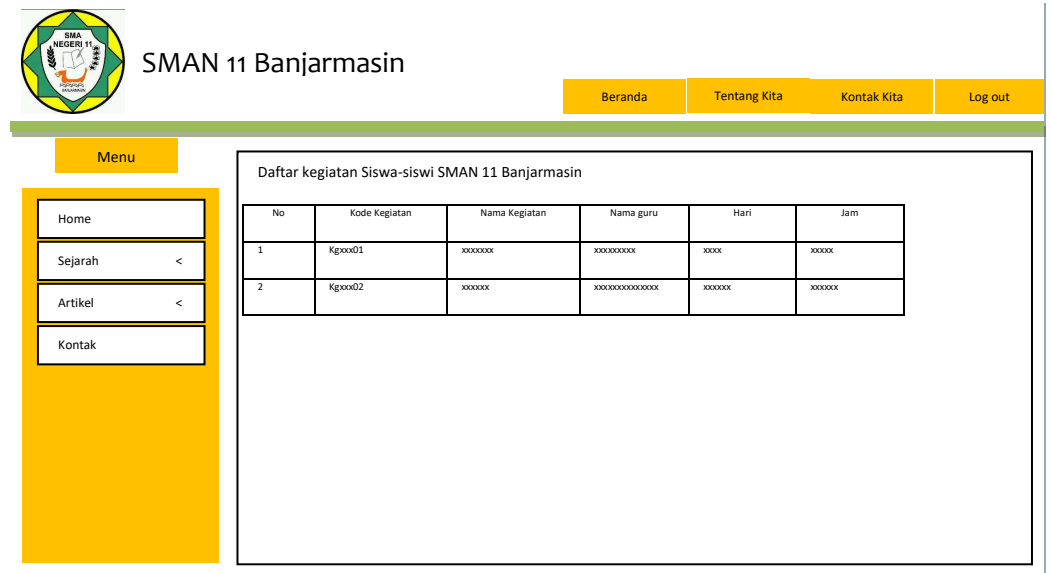 SMA
NEGERI 11
BANJARMASIN
SMAN 11 Banjarmasin
Beranda Tentang Kita Kontak Kita Log out
Menu
Home
Sejarah <
Artikel <
Kontak
Daftar kegiatan Siswa-siswi SMAN 11 Banjarmasin
No Kode Kegiatan Nama Kegiatan Nama guru Hari Jam
1 Kgxxx01 xxxxxxx xxxxxxxxx xxxx xxxxx
2 Kgxxx02 xxxxxx xxxxxxxxxxxxxx xxxxxx xxxxxx